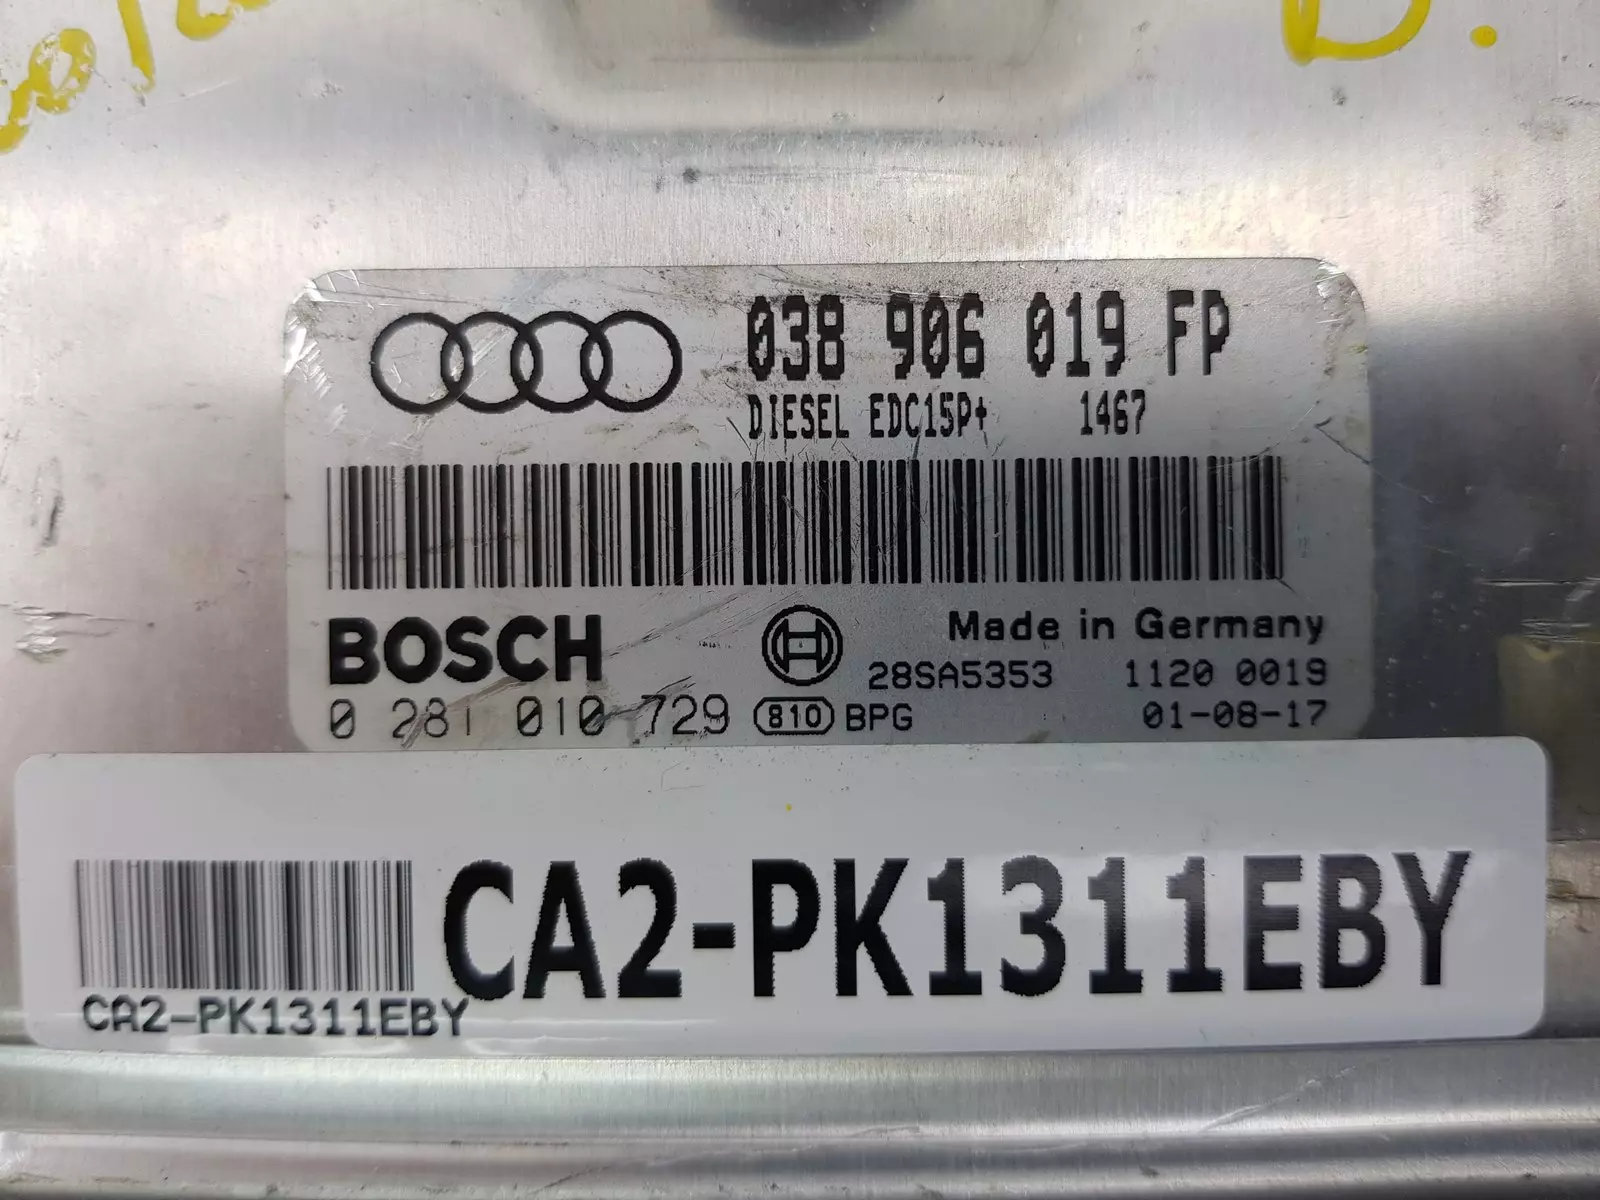 D.
038 906 019 FP
DIESEL EDC15P+ 1467
BOSCH
Made in Germany
28SA5353 1120 0019
0 281 010 729 810 BPG 01-08-17
CA2-PK1311EBY
CA2-PK1311EBY